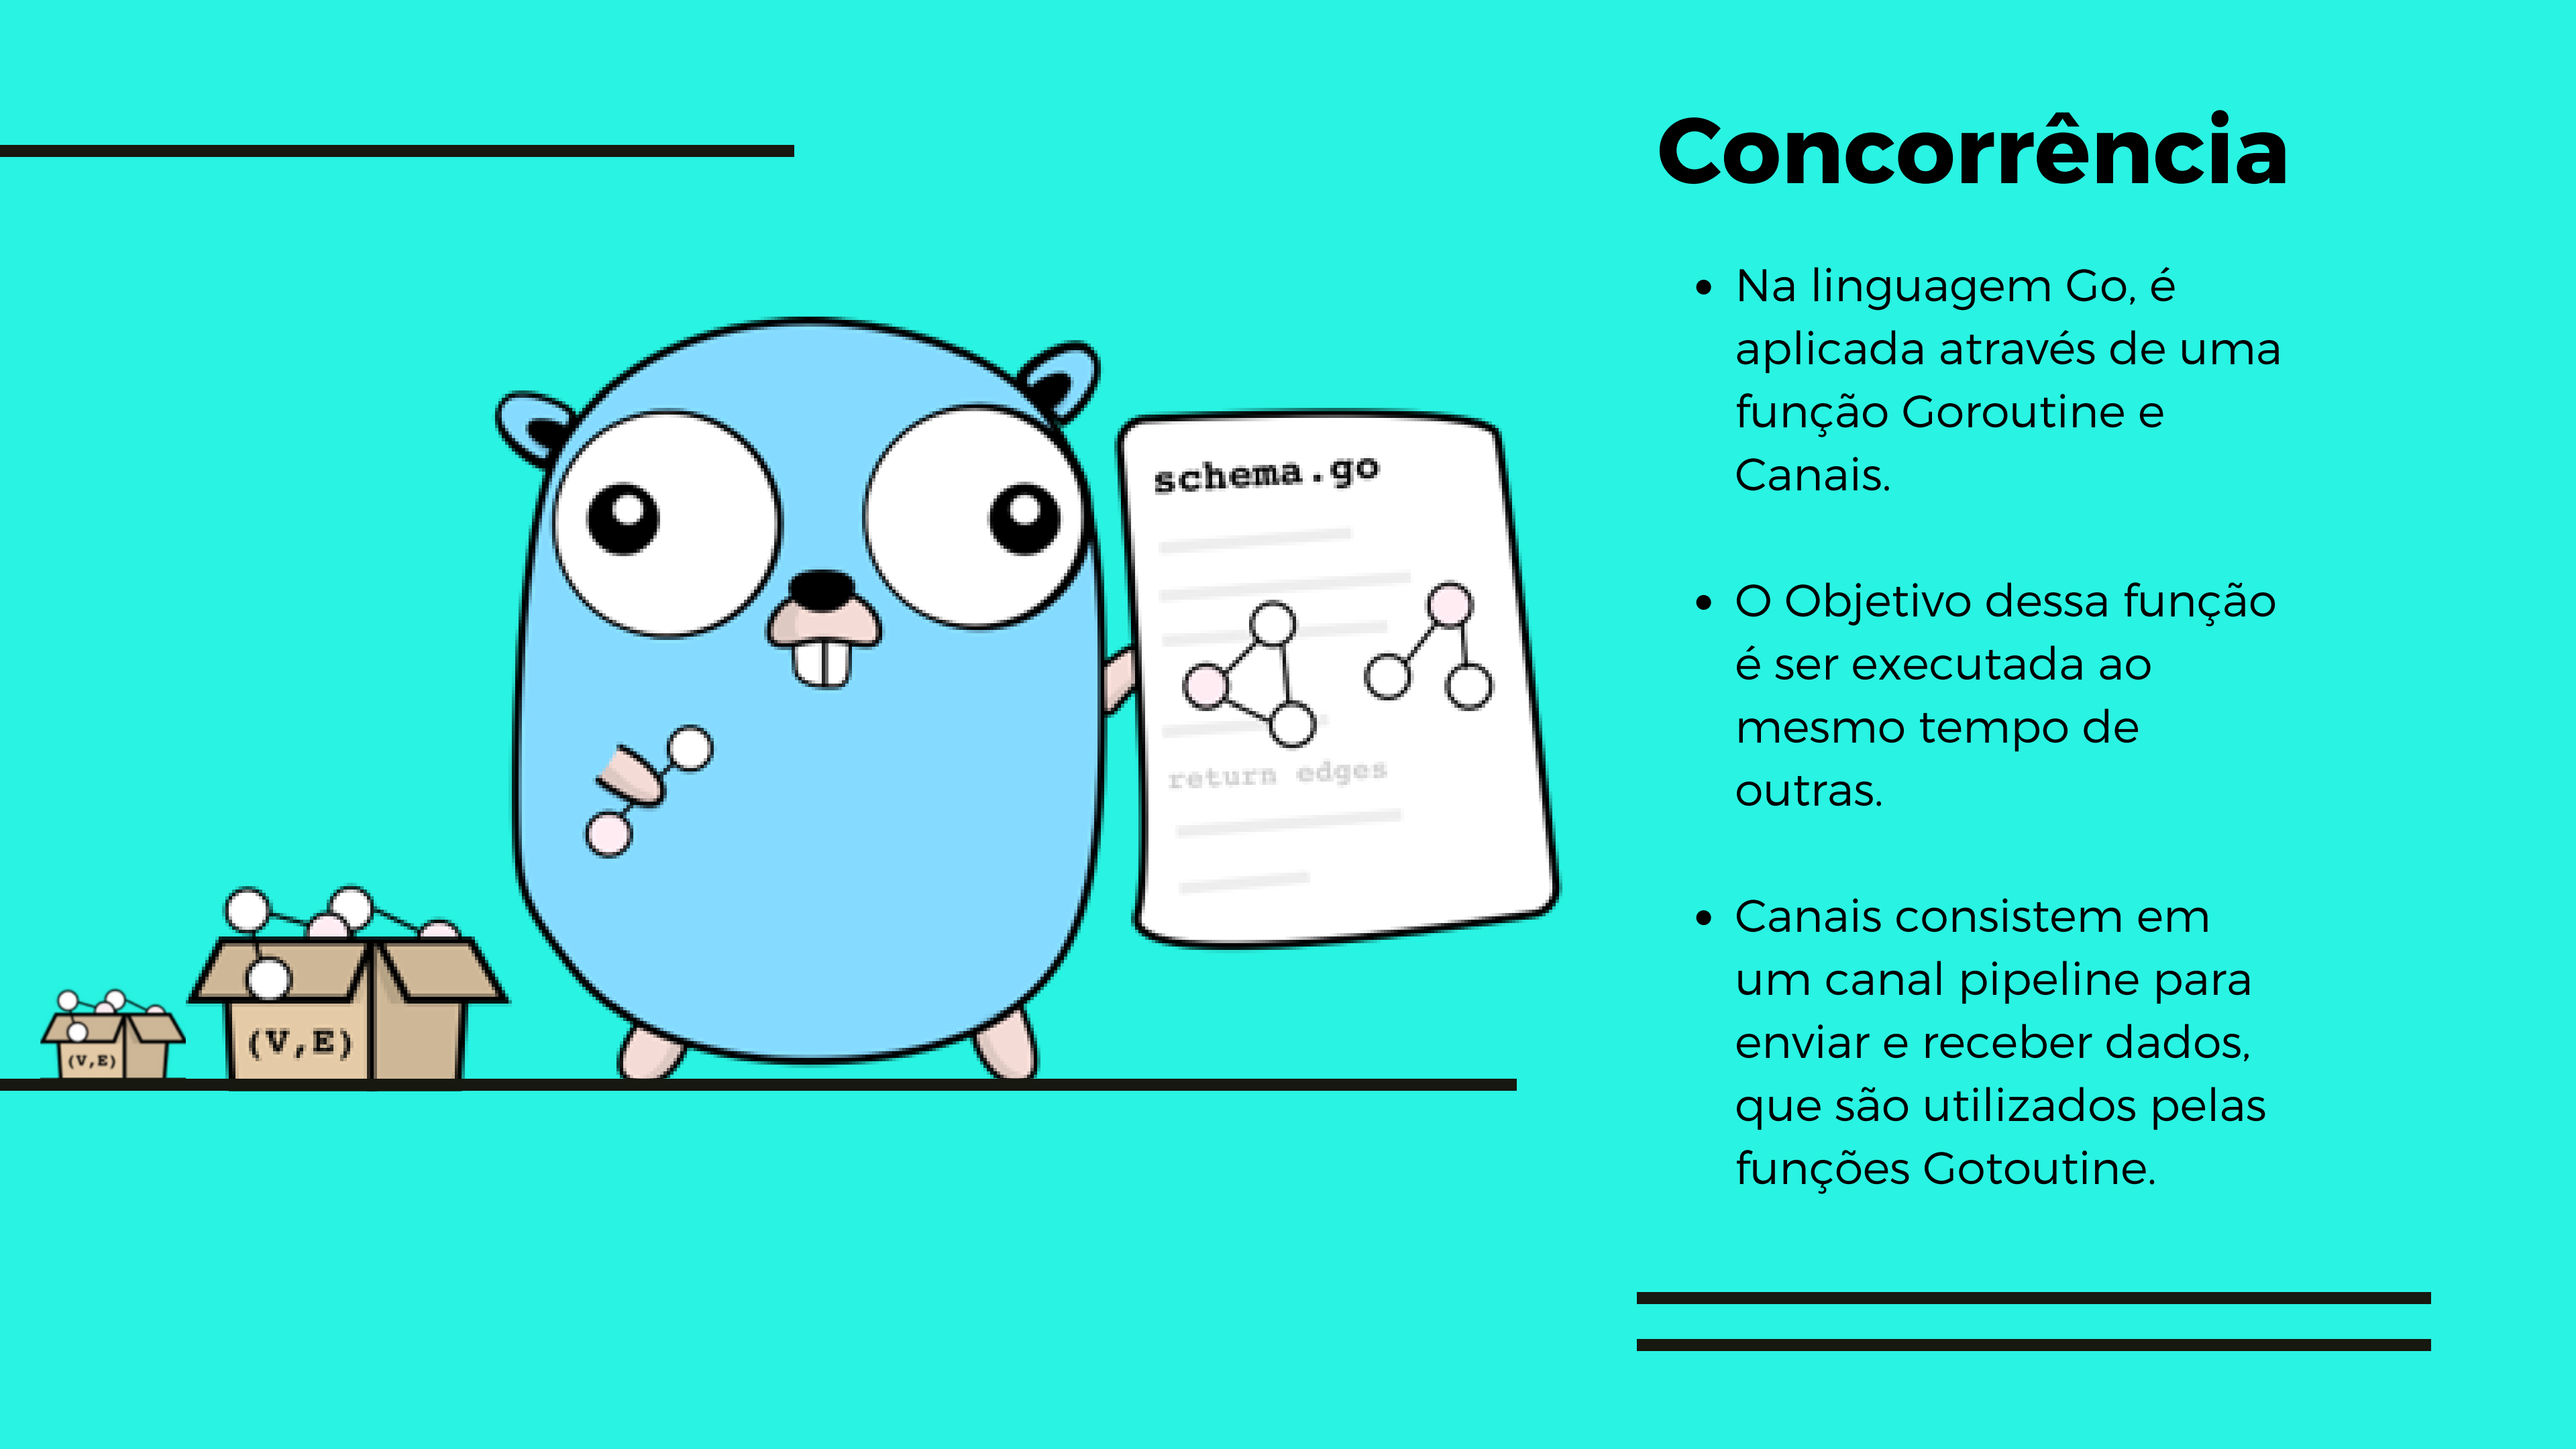 Concorrência
• Na linguagem Go, é
aplicada através de uma
função Goroutine e
Canais.
• O Objetivo dessa função
é ser executada ao
mesmo tempo de
outras.
• Canais consistem em
um canal pipeline para
enviar e receber dados,
que são utilizados pelas
funções Gotoutine.
schema.go
return edges
(V,E)
(V,E)